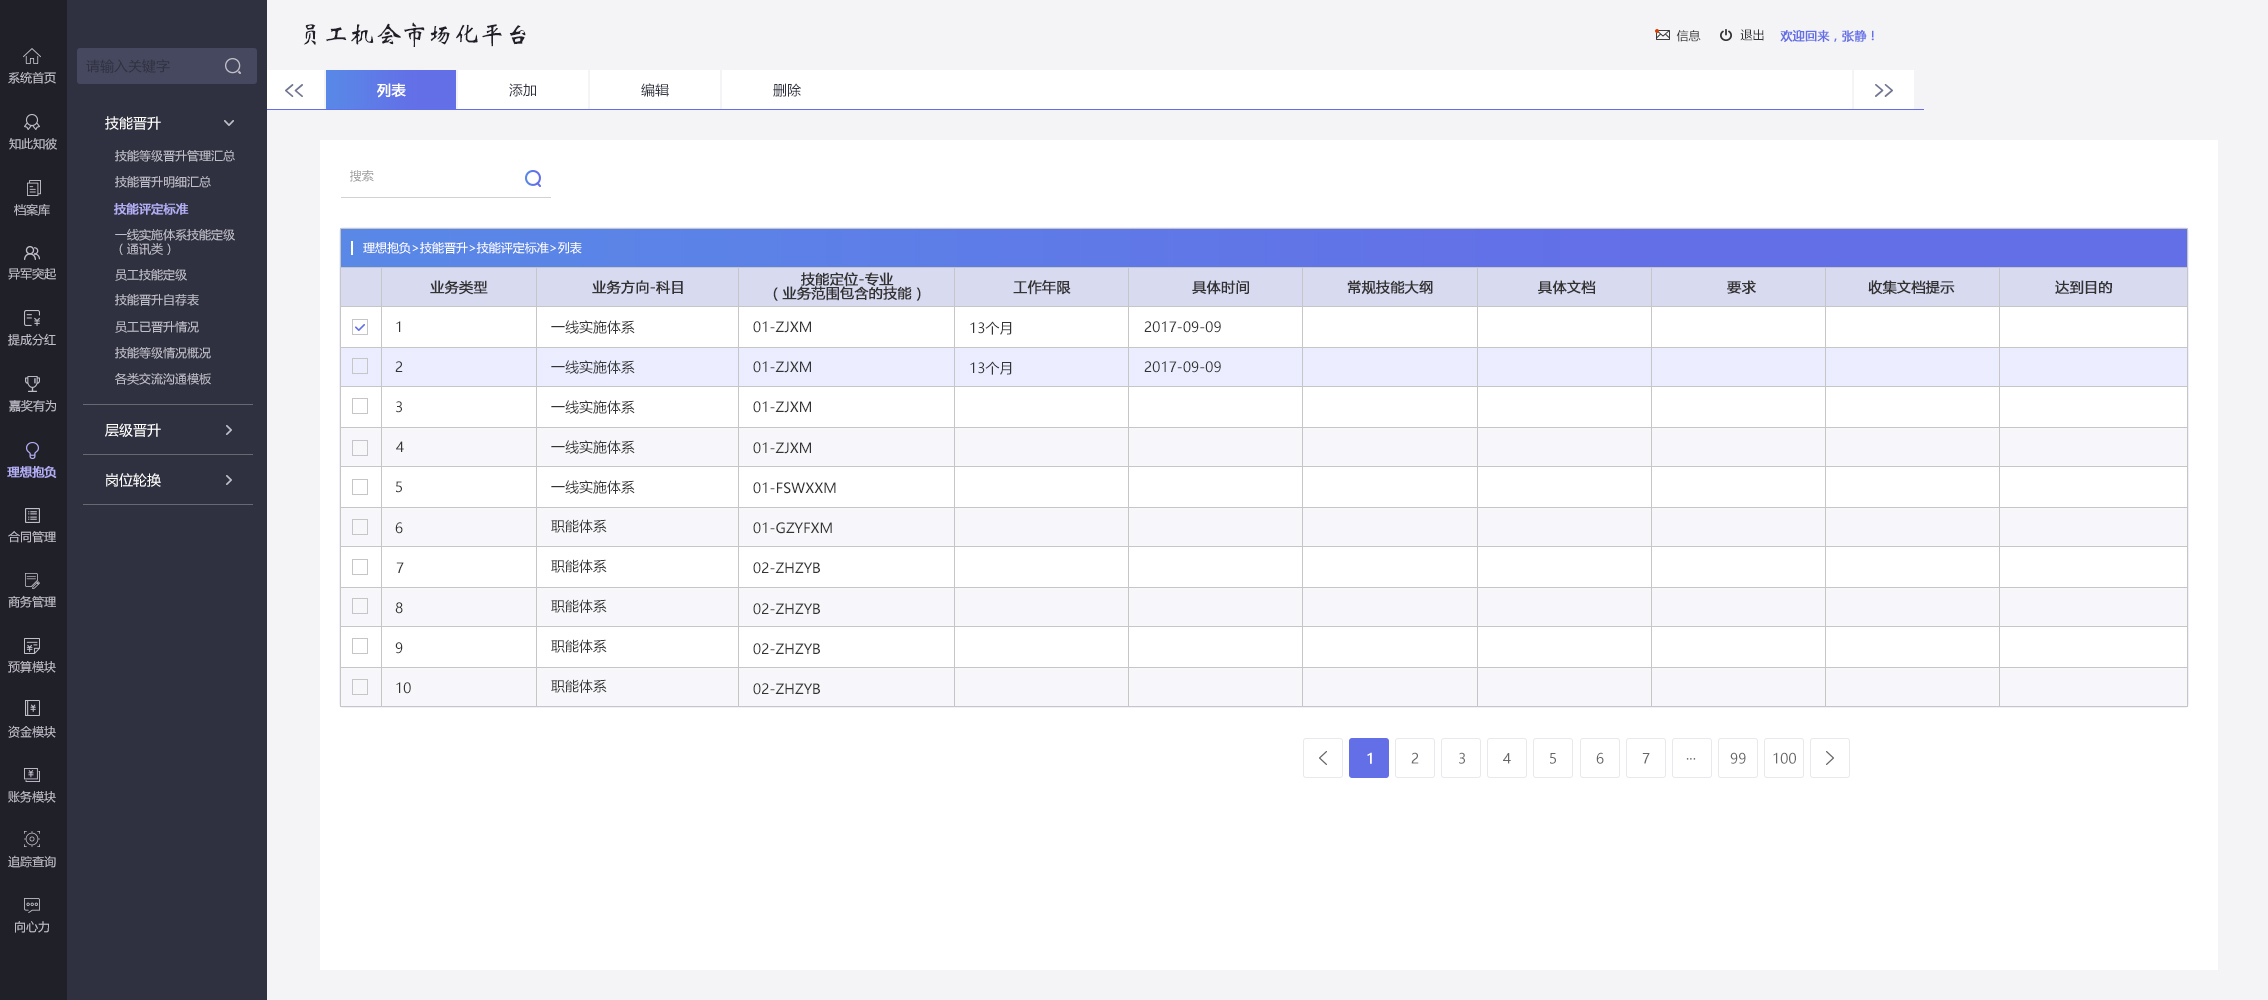 员工机会市场化平台
信息 退出 欢迎回来，张静！
<< 列表 添加 编辑 删除 >>
系统首页
知此知彼
档案库
异军突起
提成分红
嘉奖有为
理想抱负
合同管理
商务管理
预算模块
资金模块
账务模块
追踪查询
向心力
请输入关键字
技能晋升
技能等级晋升管理汇总
技能晋升明细汇总
技能评定标准
一线实施体系技能定级
（通讯类）
员工技能定级
技能晋升自荐表
员工已晋升情况
技能等级情况概况
各类交流沟通模板
层级晋升
岗位轮换
搜索
理想抱负>技能晋升>技能评定标准>列表
业务类型 业务方向-科目 技能定位-专业 工作年限 具体时间 常规技能大纲 具体文档 要求 收集文档提示 达到目的
（业务范围包含的技能）
1 一线实施体系 01-ZJXM 13个月 2017-09-09
2 一线实施体系 01-ZJXM 13个月 2017-09-09
3 一线实施体系 01-ZJXM
4 一线实施体系 01-ZJXM
5 一线实施体系 01-FSWXXM
6 职能体系 01-GZYFXM
7 职能体系 02-ZHZYB
8 职能体系 02-ZHZYB
9 职能体系 02-ZHZYB
10 职能体系 02-ZHZYB
< 1 2 3 4 5 6 7 ... 99 100 >